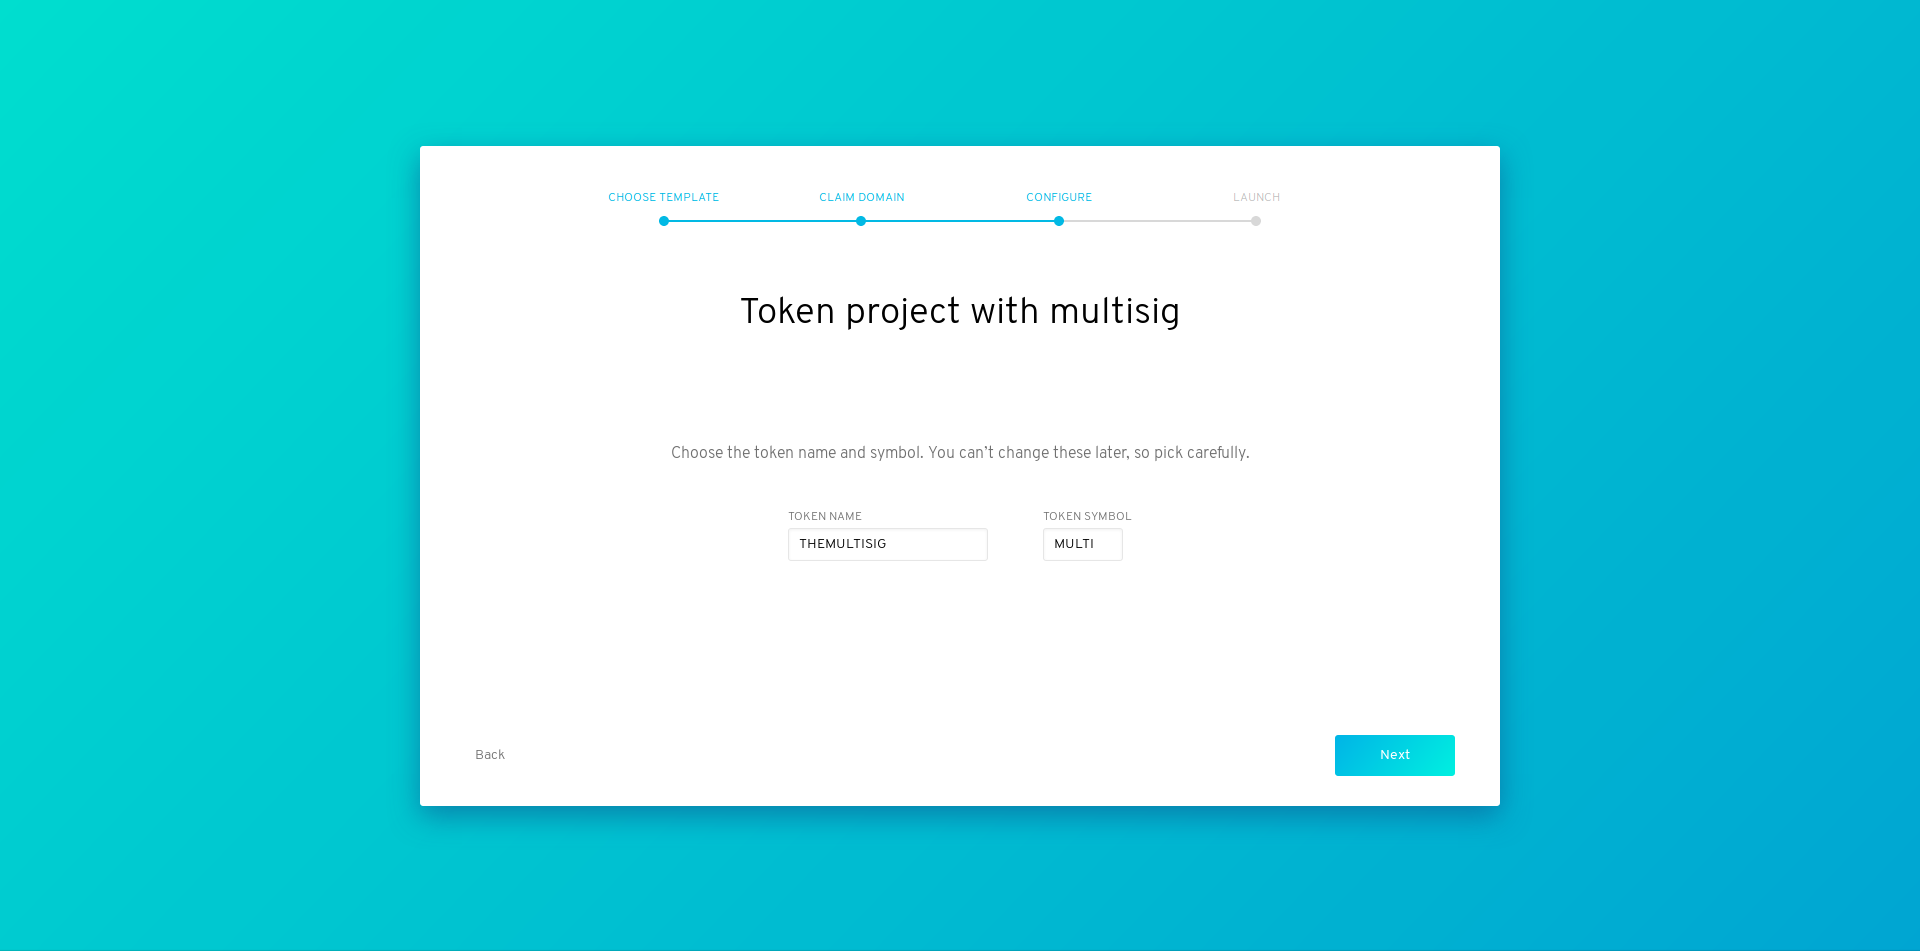 CHOOSE TEMPLATE CLAIM DOMAIN CONFIGURE LAUNCH
Token project with multisig
Choose the token name and symbol. You can’t change these later, so pick carefully.
TOKEN NAME TOKEN SYMBOL
THEMULTISIG MULTI
Back Next